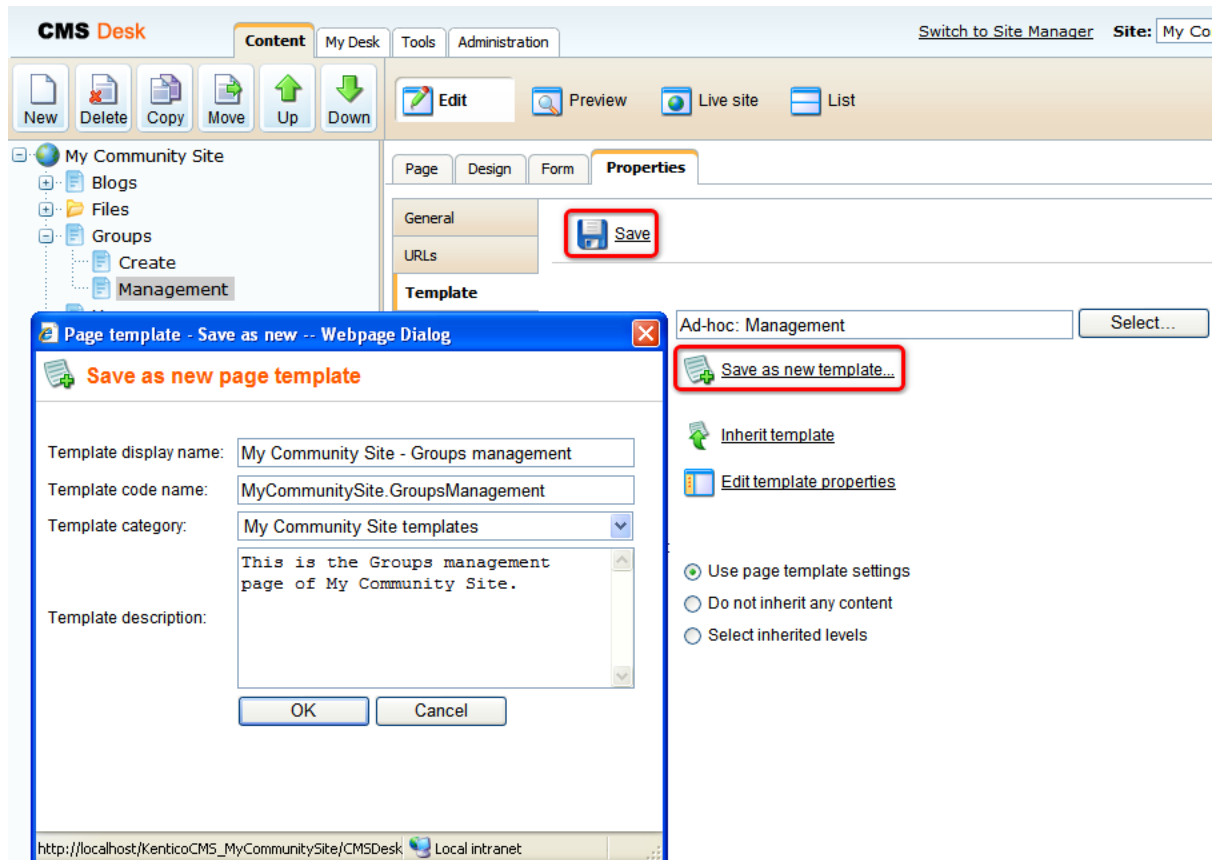 CMS Desk
Content
My Desk
Tools
Administration
Switch to Site Manager
Site: My Co
New
Delete
Copy
Move
Up
Down
Edit
Preview
Live site
List
My Community Site
Blogs
Files
Groups
Create
Management
Page
Design
Form
Properties
General
URLs
Template
Save
Ad-hoc: Management
Select...
Save as new template...
Inherit template
Edit template properties
Use page template settings
Do not inherit any content
Select inherited levels
Page template - Save as new -- Webpage Dialog
Save as new page template
Template display name: My Community Site - Groups management
Template code name: MyCommunitySite.GroupsManagement
Template category: My Community Site templates
Template description:
This is the Groups management
page of My Community Site.
OK
Cancel
http://localhost/KenticoCMS_MyCommunitySite/CMSDesk
Local intranet